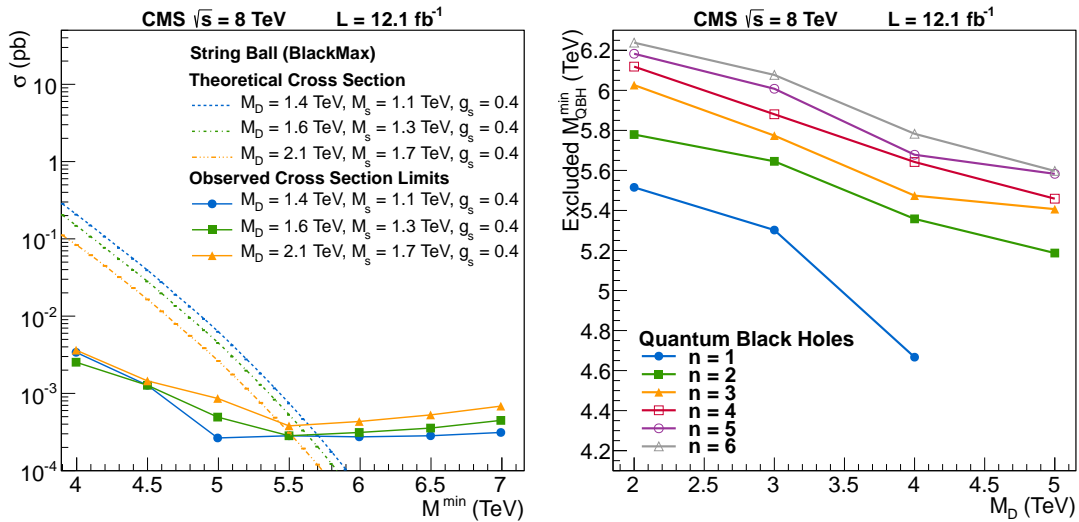 CMS √s = 8 TeV L = 12.1 fb⁻¹
σ (pb)
10
1
10⁻¹
10⁻²
10⁻³
10⁻⁴
String Ball (BlackMax)
Theoretical Cross Section
M_D = 1.4 TeV, M_s = 1.1 TeV, g_s = 0.4
M_D = 1.6 TeV, M_s = 1.3 TeV, g_s = 0.4
M_D = 2.1 TeV, M_s = 1.7 TeV, g_s = 0.4
Observed Cross Section Limits
M_D = 1.4 TeV, M_s = 1.1 TeV, g_s = 0.4
M_D = 1.6 TeV, M_s = 1.3 TeV, g_s = 0.4
M_D = 2.1 TeV, M_s = 1.7 TeV, g_s = 0.4
4 4.5 5 5.5 6 6.5 7
M^min (TeV)
CMS √s = 8 TeV L = 12.1 fb⁻¹
Excluded M_QBH^min (TeV)
6.2
6
5.8
5.6
5.4
5.2
5
4.8
4.6
4.4
4.2
Quantum Black Holes
n = 1
n = 2
n = 3
n = 4
n = 5
n = 6
2 2.5 3 3.5 4 4.5 5
M_D (TeV)